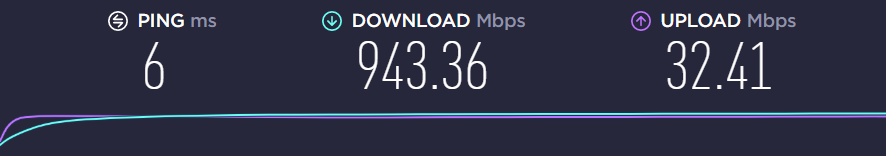 PING ms DOWNLOAD Mbps UPLOAD Mbps
6 943.36 32.41